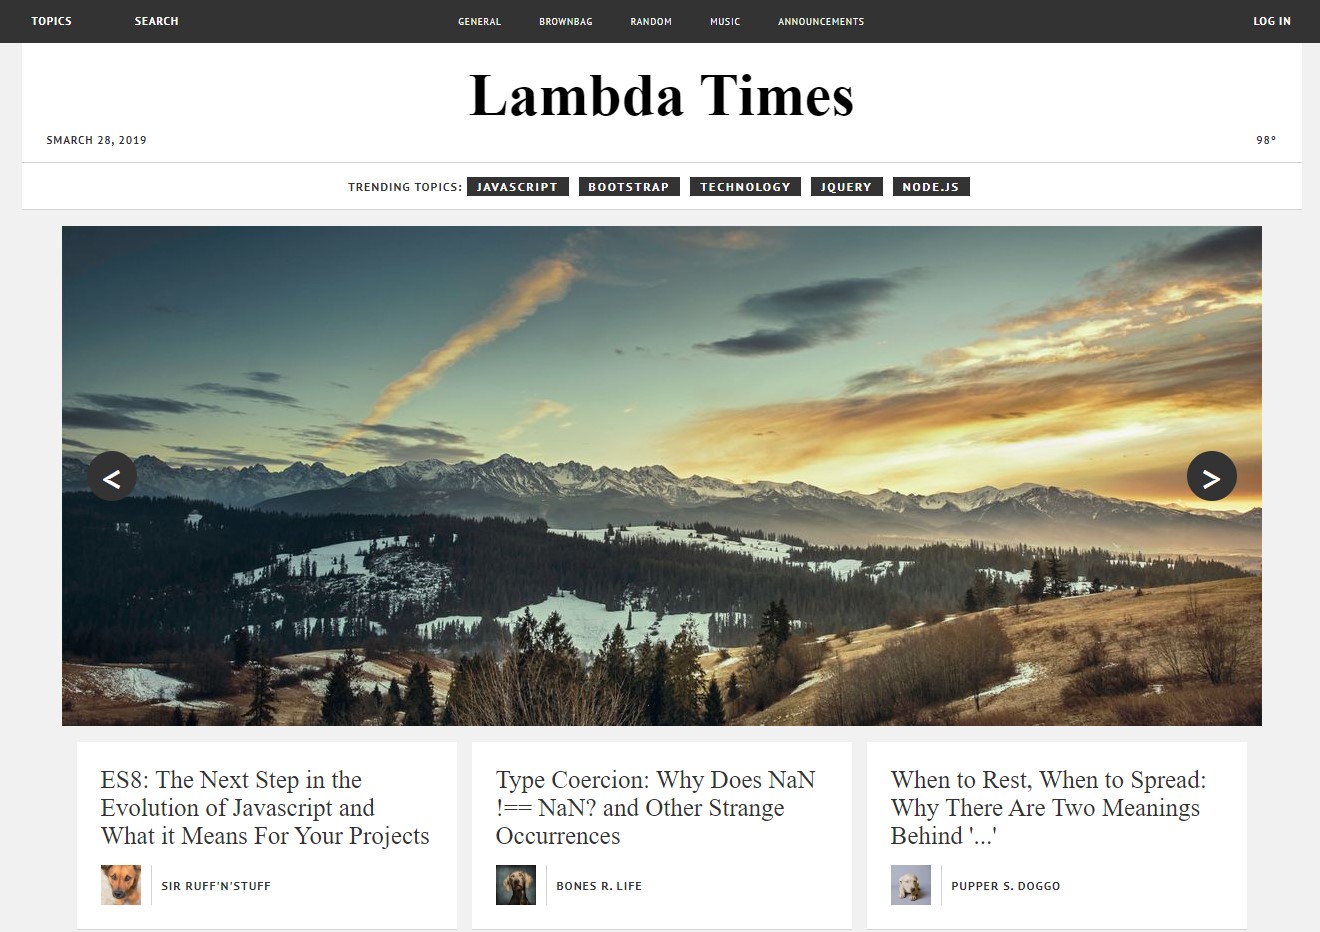 TOPICS SEARCH GENERAL BROWNBAG RANDOM MUSIC ANNOUNCEMENTS LOG IN
Lambda Times
SMARCH 28, 2019 98°
TRENDING TOPICS: JAVASCRIPT BOOTSTRAP TECHNOLOGY JQUERY NODE.JS
< >
ES8: The Next Step in the
Evolution of Javascript and
What it Means For Your Projects
SIR RUFF'N'STUFF
Type Coercion: Why Does NaN
!== NaN? and Other Strange
Occurrences
BONES R. LIFE
When to Rest, When to Spread:
Why There Are Two Meanings
Behind '...'
PUPPER S. DOGGO